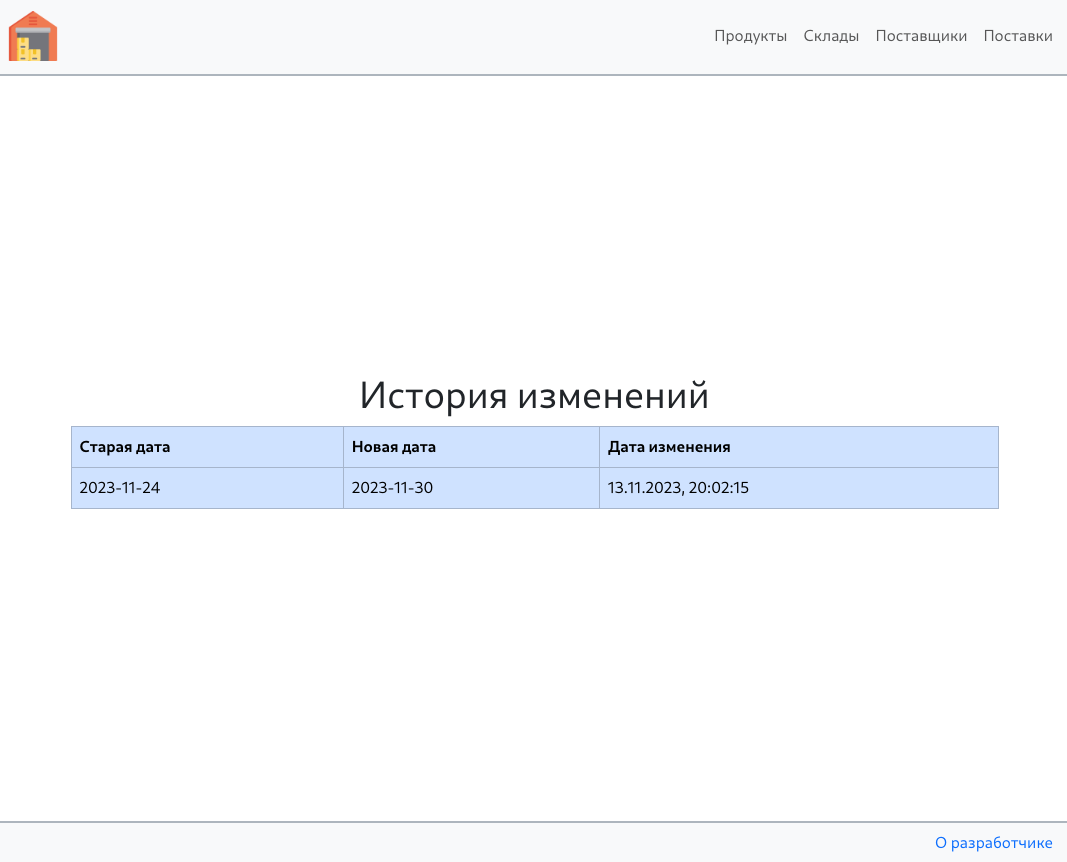 Продукты Склады Поставщики Поставки
История изменений
Старая дата Новая дата Дата изменения
2023-11-24 2023-11-30 13.11.2023, 20:02:15
О разработчике